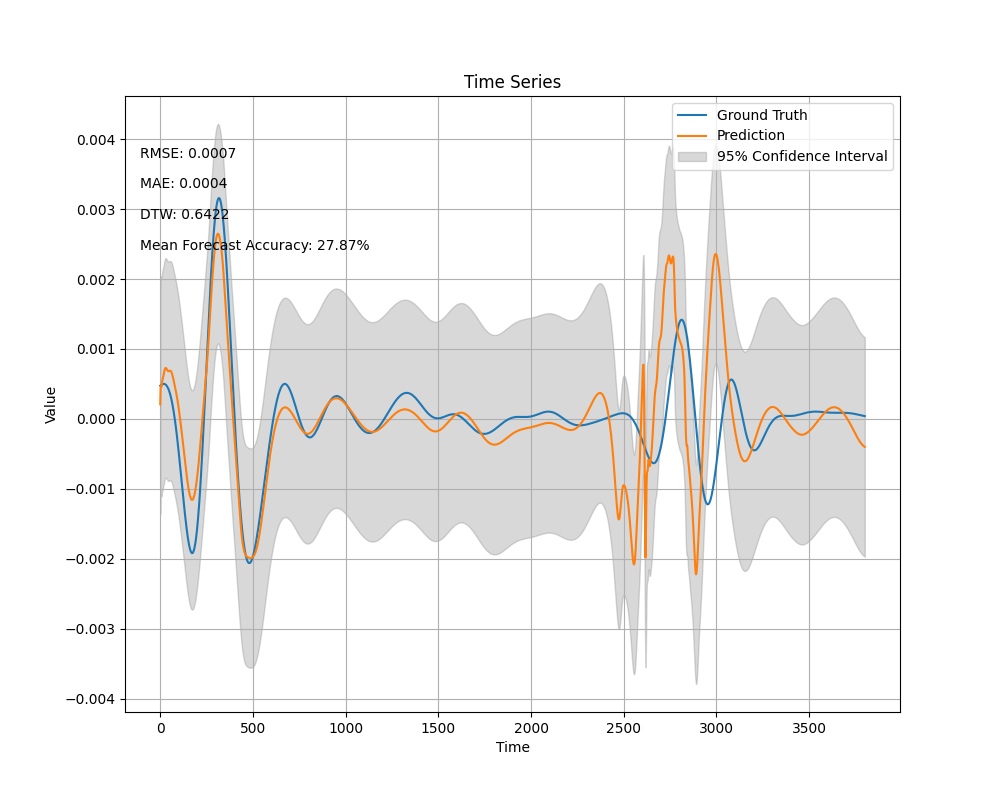 Time Series
Ground Truth
Prediction
95% Confidence Interval
RMSE: 0.0007
MAE: 0.0004
DTW: 0.6422
Mean Forecast Accuracy: 27.87%
0.004
0.003
0.002
0.001
0.000
−0.001
−0.002
−0.003
−0.004
Value
0
500
1000
1500
2000
2500
3000
3500
Time